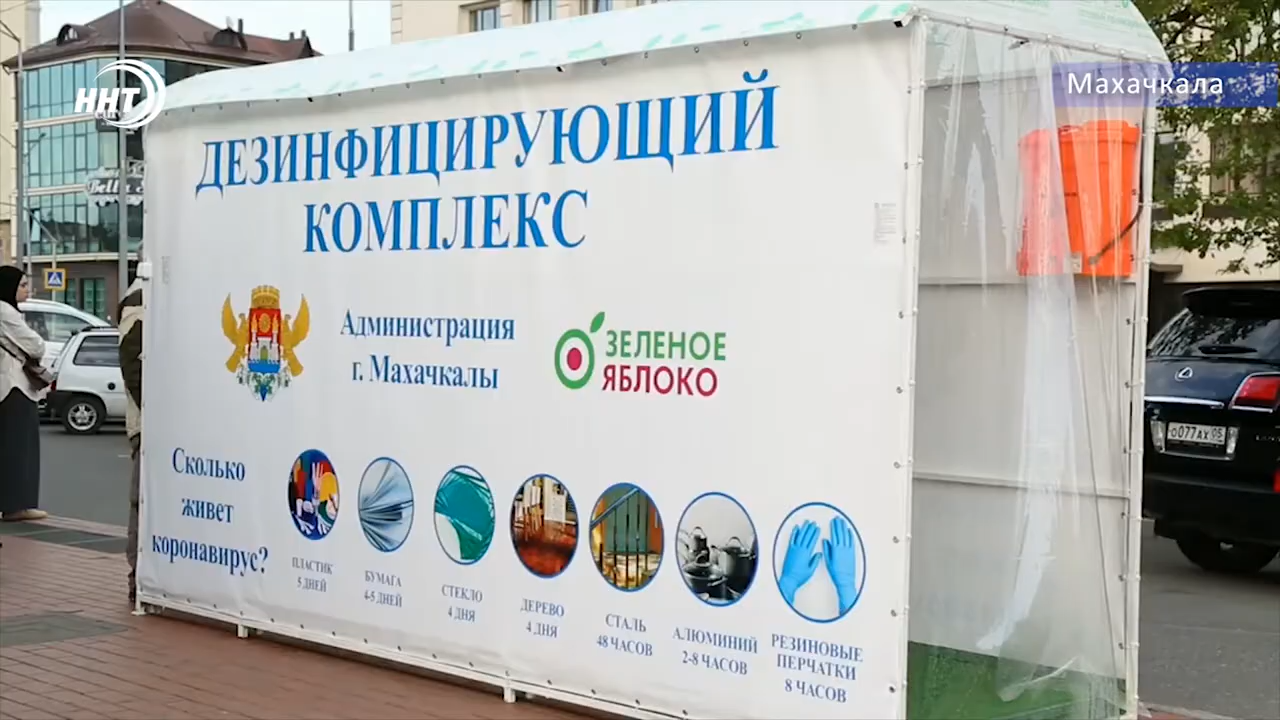 ННТ
Махачкала
ДЕЗИНФИЦИРУЮЩИЙ
КОМПЛЕКС
Администрация
г. Махачкалы
ЗЕЛЕНОЕ
ЯБЛОКО
Сколько
живет
коронавирус?
ПЛАСТИК
5 ДНЕЙ
БУМАГА
4-5 ДНЕЙ
СТЕКЛО
4 ДНЯ
ДЕРЕВО
4 ДНЯ
СТАЛЬ
48 ЧАСОВ
АЛЮМИНИЙ
2-8 ЧАСОВ
РЕЗИНОВЫЕ
ПЕРЧАТКИ
8 ЧАСОВ
О077АХ 05
Bella